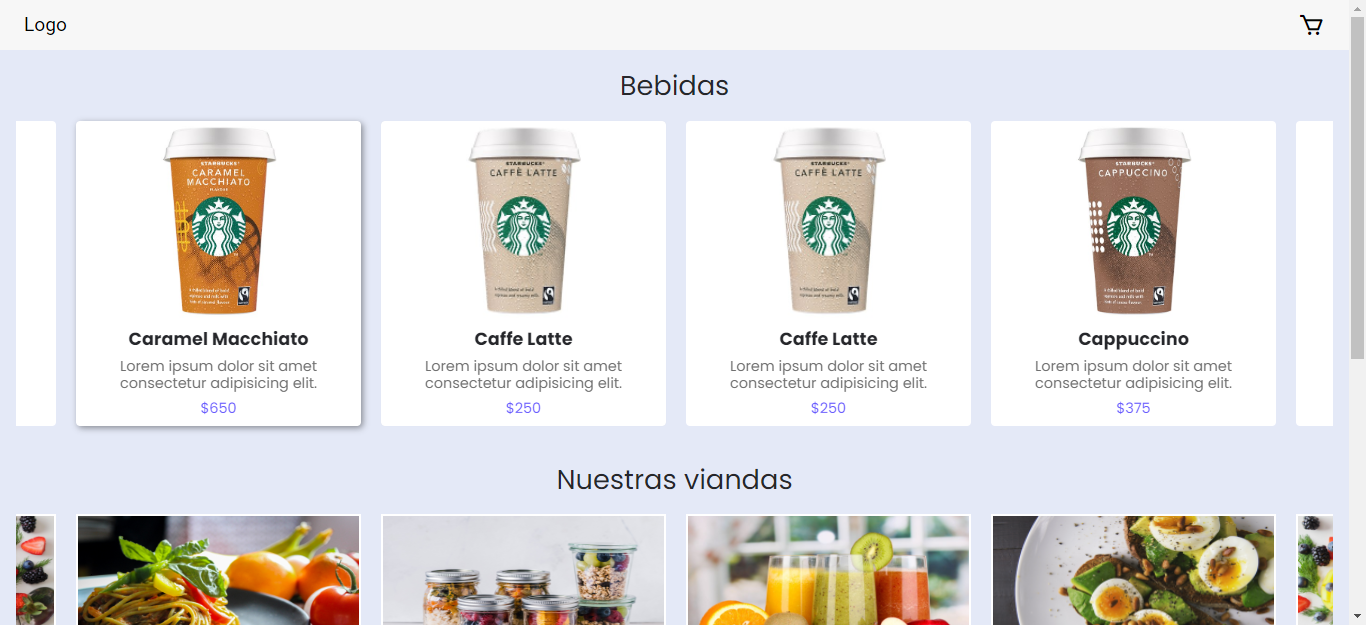 Logo
Bebidas
STARBUCKS
CARAMEL
MACCHIATO
FLAVOUR
STARBUCKS
CAFFÈ LATTE
STARBUCKS
CAFFÈ LATTE
STARBUCKS
CAPPUCCINO
Caramel Macchiato
Caffe Latte
Caffe Latte
Cappuccino
Lorem ipsum dolor sit amet
consectetur adipisicing elit.
Lorem ipsum dolor sit amet
consectetur adipisicing elit.
Lorem ipsum dolor sit amet
consectetur adipisicing elit.
Lorem ipsum dolor sit amet
consectetur adipisicing elit.
$650
$250
$250
$375
Nuestras viandas